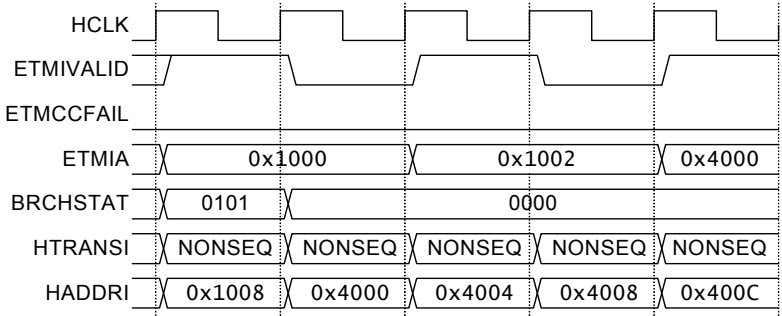 HCLK
ETMIVALID
ETMCCFAIL
ETMIA 0x1000 0x1002 0x4000
BRCHSTAT 0101 0000
HTRANSI NONSEQ NONSEQ NONSEQ NONSEQ NONSEQ
HADDRI 0x1008 0x4000 0x4004 0x4008 0x400C